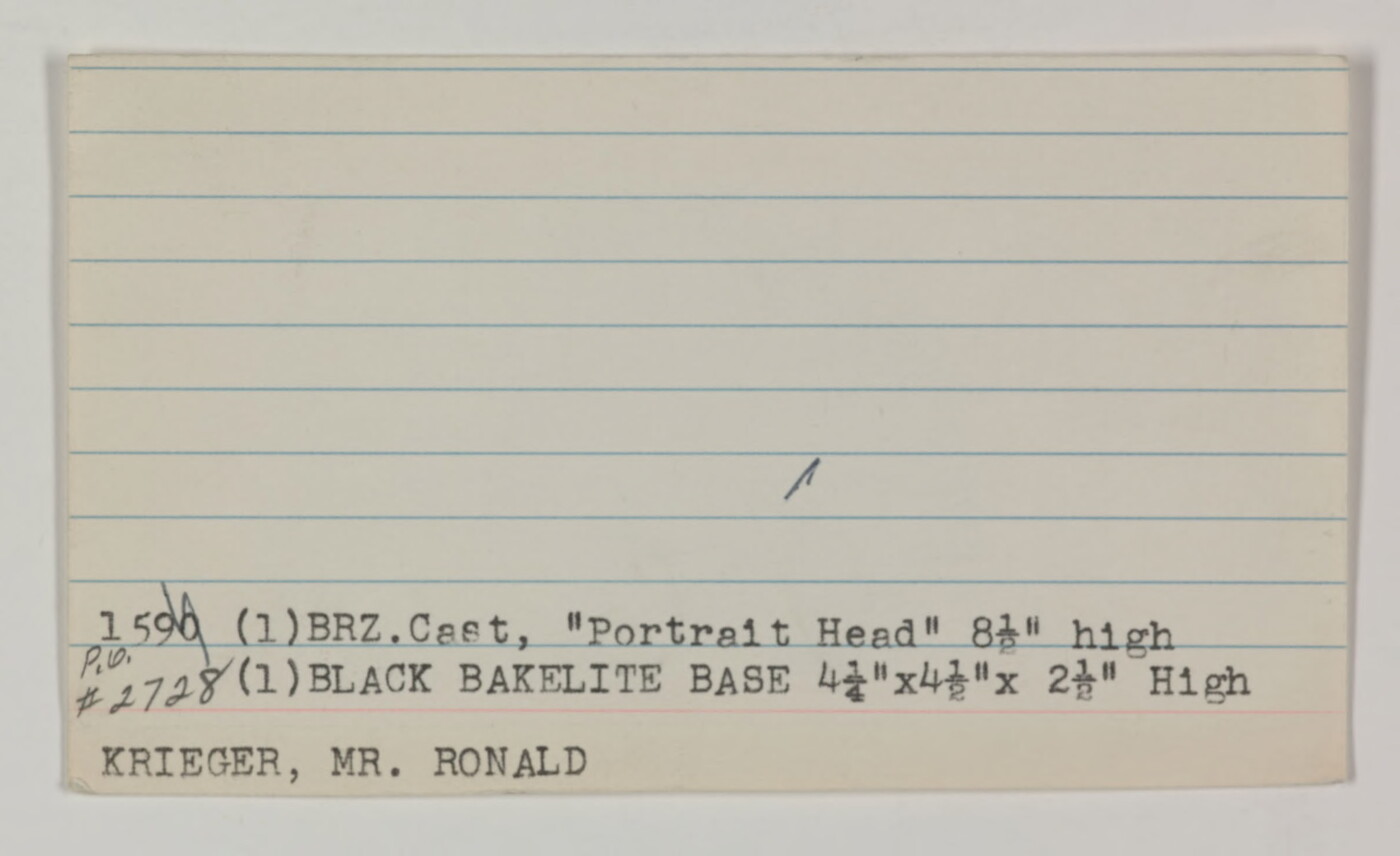 1590 (1)BRZ.Cast, "Portrait Head" 8½" high
P.O.
#2728 (1)BLACK BAKELITE BASE 4¼"x4½"x 2½" High
KRIEGER, MR. RONALD